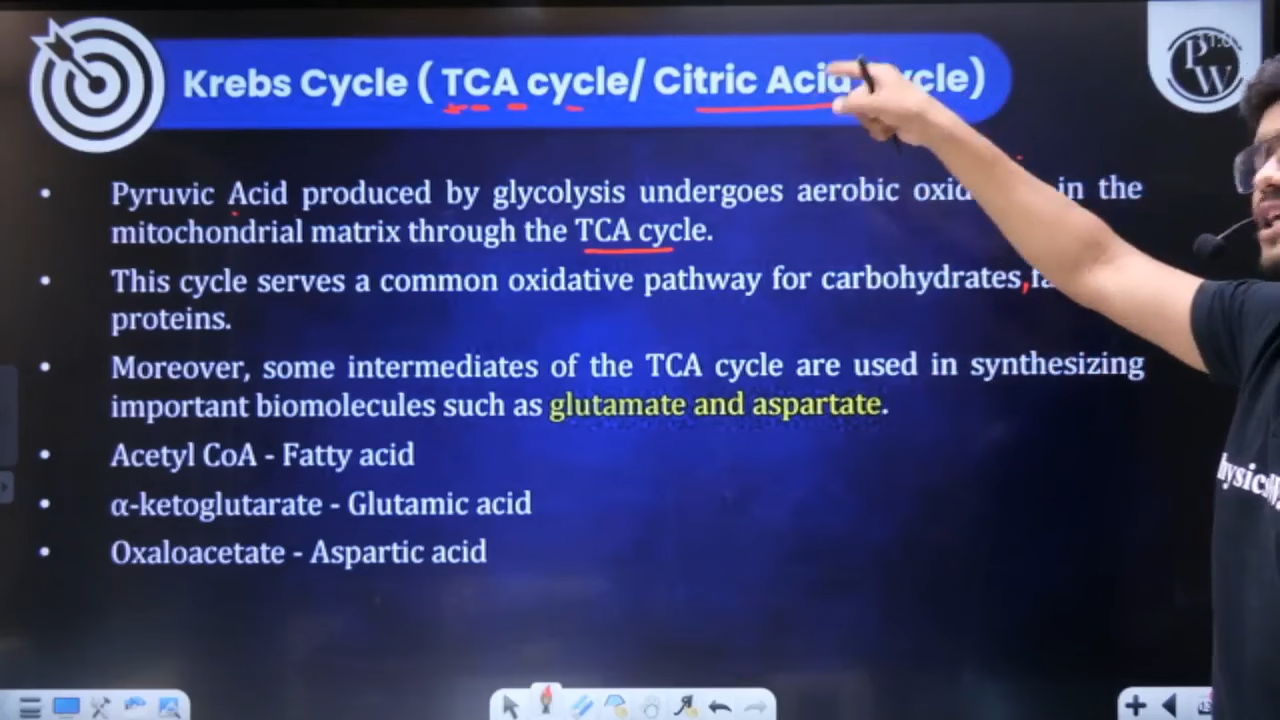 Krebs Cycle ( TCA cycle/ Citric Acid cle)
PW
Pyruvic Acid produced by glycolysis undergoes aerobic in the
mitochondrial matrix through the TCA cycle.
This cycle serves a common oxidative pathway for carbohydrates,
proteins.
Moreover, some intermediates of the TCA cycle are used in synthesizing
important biomolecules such as glutamate and aspartate.
Acetyl CoA - Fatty acid
α-ketoglutarate - Glutamic acid
Oxaloacetate - Aspartic acid